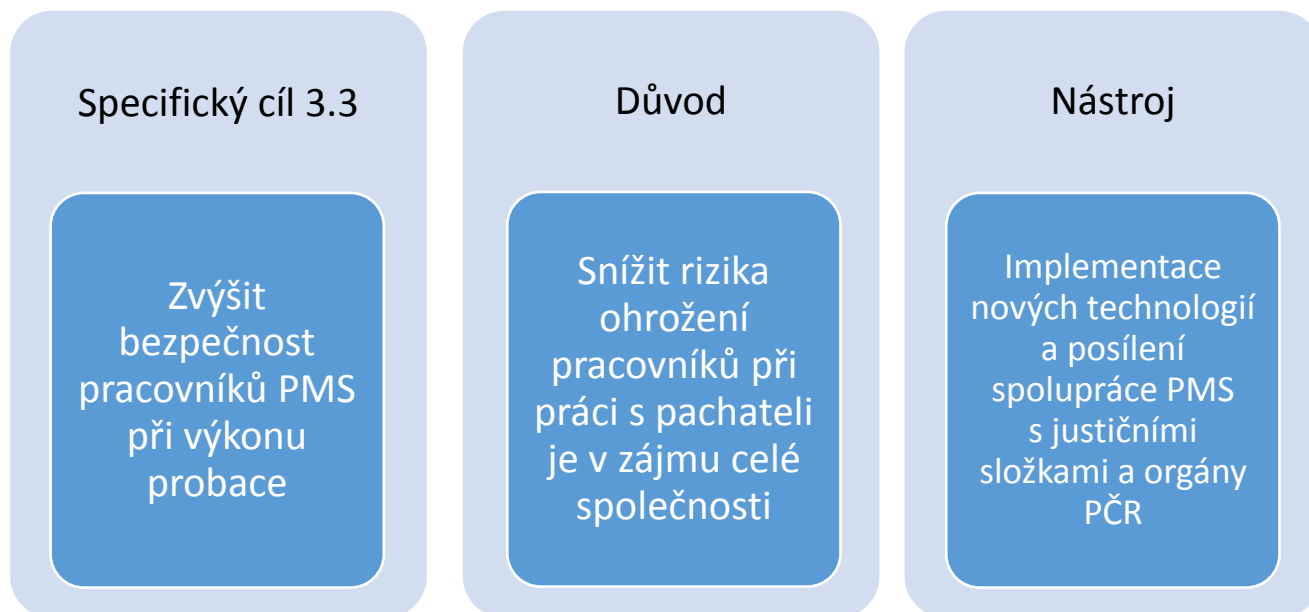 Specifický cíl 3.3
Zvýšit
bezpečnost
pracovníků PMS
při výkonu
probace
Důvod
Snížit rizika
ohrožení
pracovníků při
práci s pachateli
je v zájmu celé
společnosti
Nástroj
Implementace
nových technologií
a posílení
spolupráce PMS
s justičními
složkami a orgány
PČR